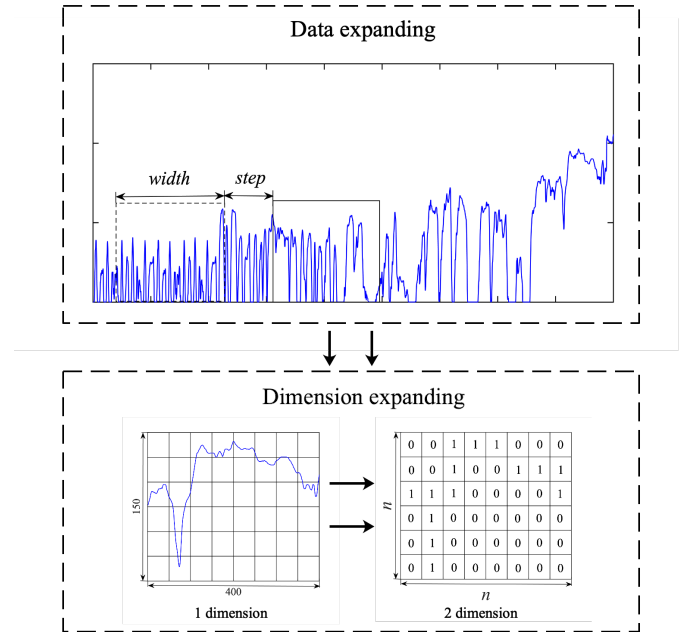 Data expanding
width step
Dimension expanding
150
400
1 dimension
n
0 0 1 1 1 0 0 0
0 0 1 0 0 1 1 1
1 1 1 0 0 0 0 1
0 1 0 0 0 0 0 0
0 1 0 0 0 0 0 0
0 1 0 0 0 0 0 0
n
2 dimension